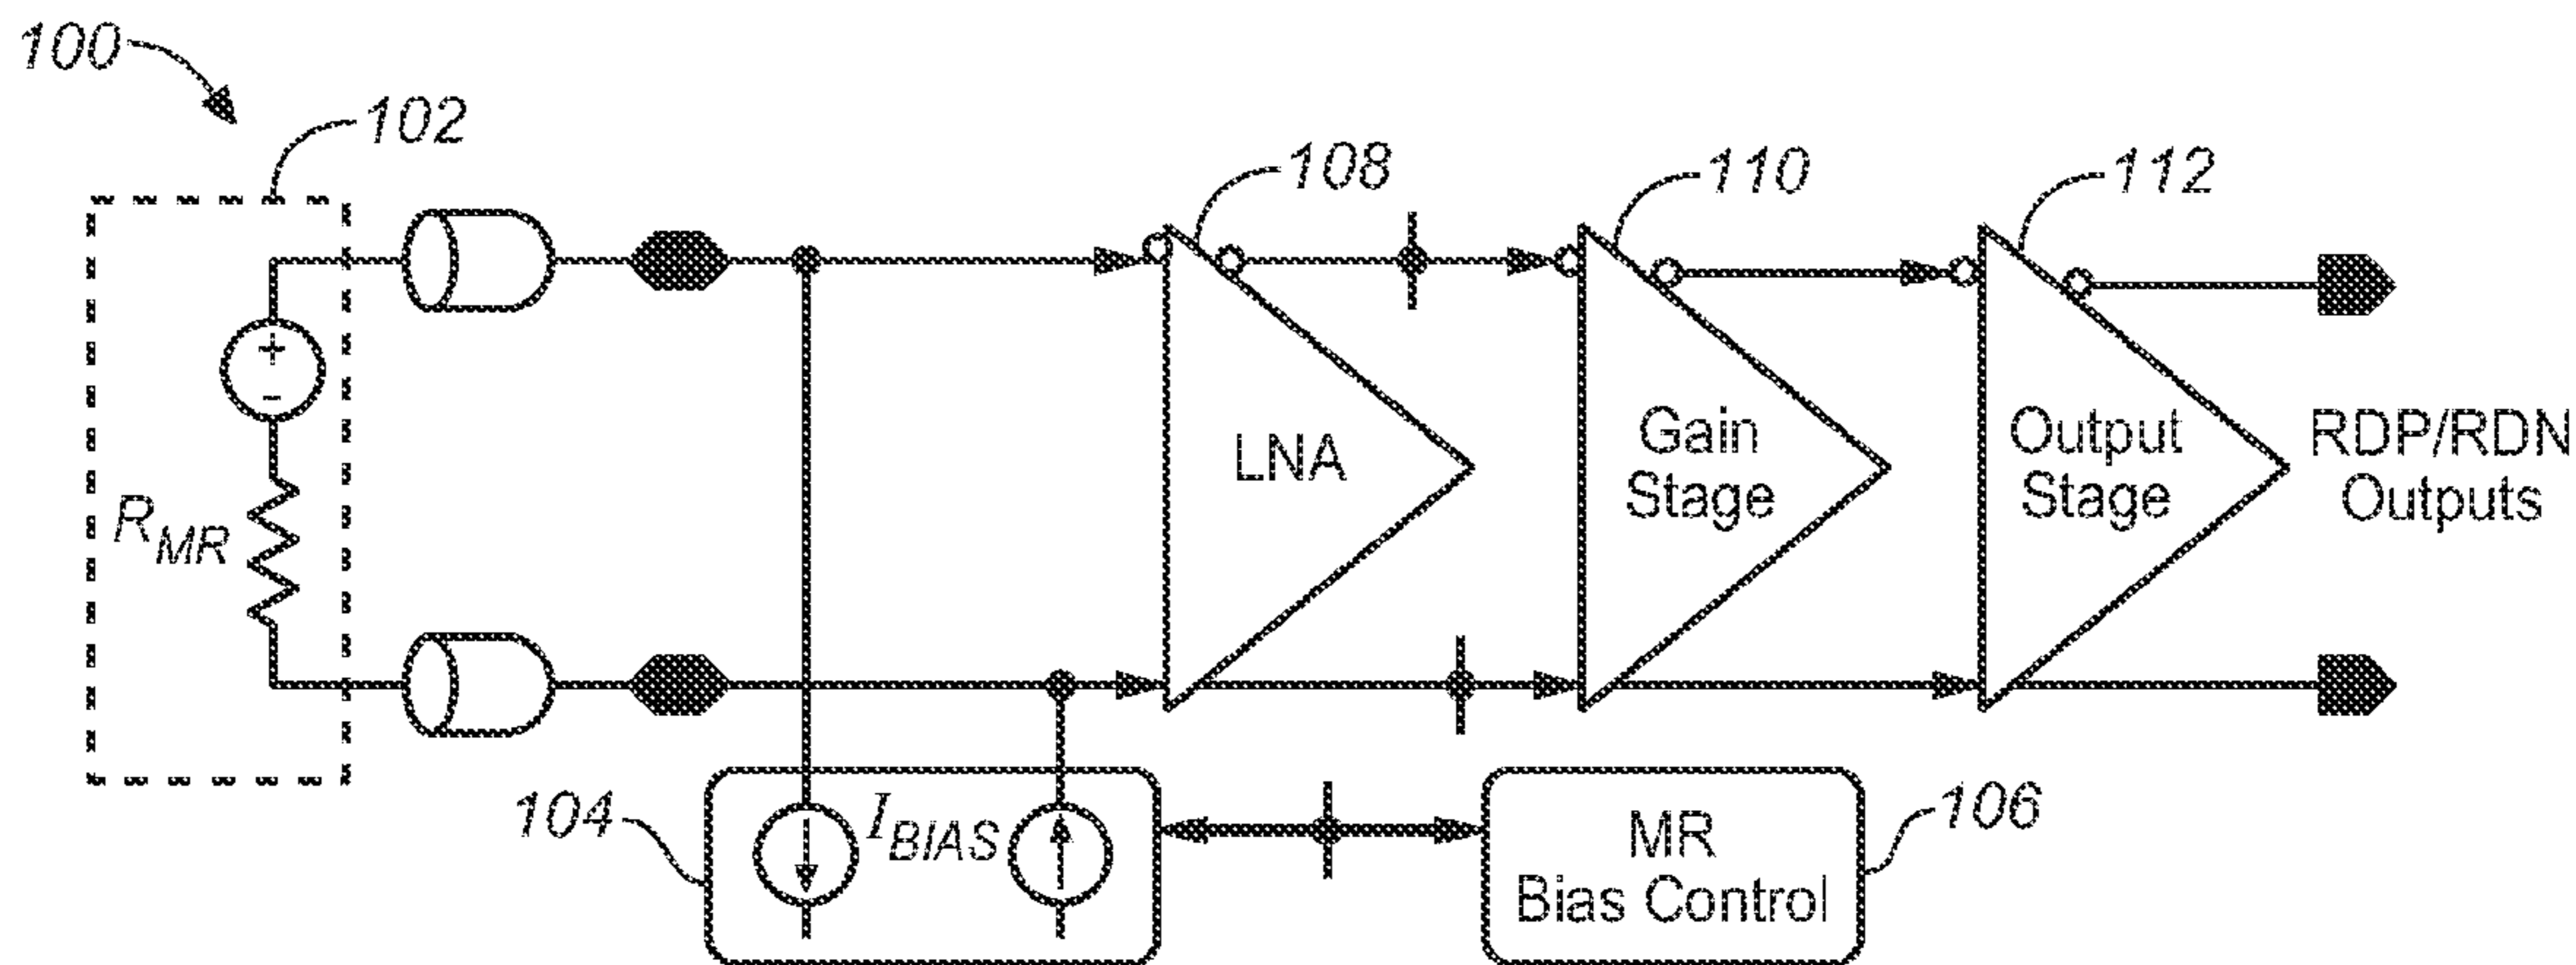 100
102
108
110
112
+
-
R_MR
LNA
Gain
Stage
Output
Stage
RDP/RDN
Outputs
104
I_BIAS
MR
Bias Control
106